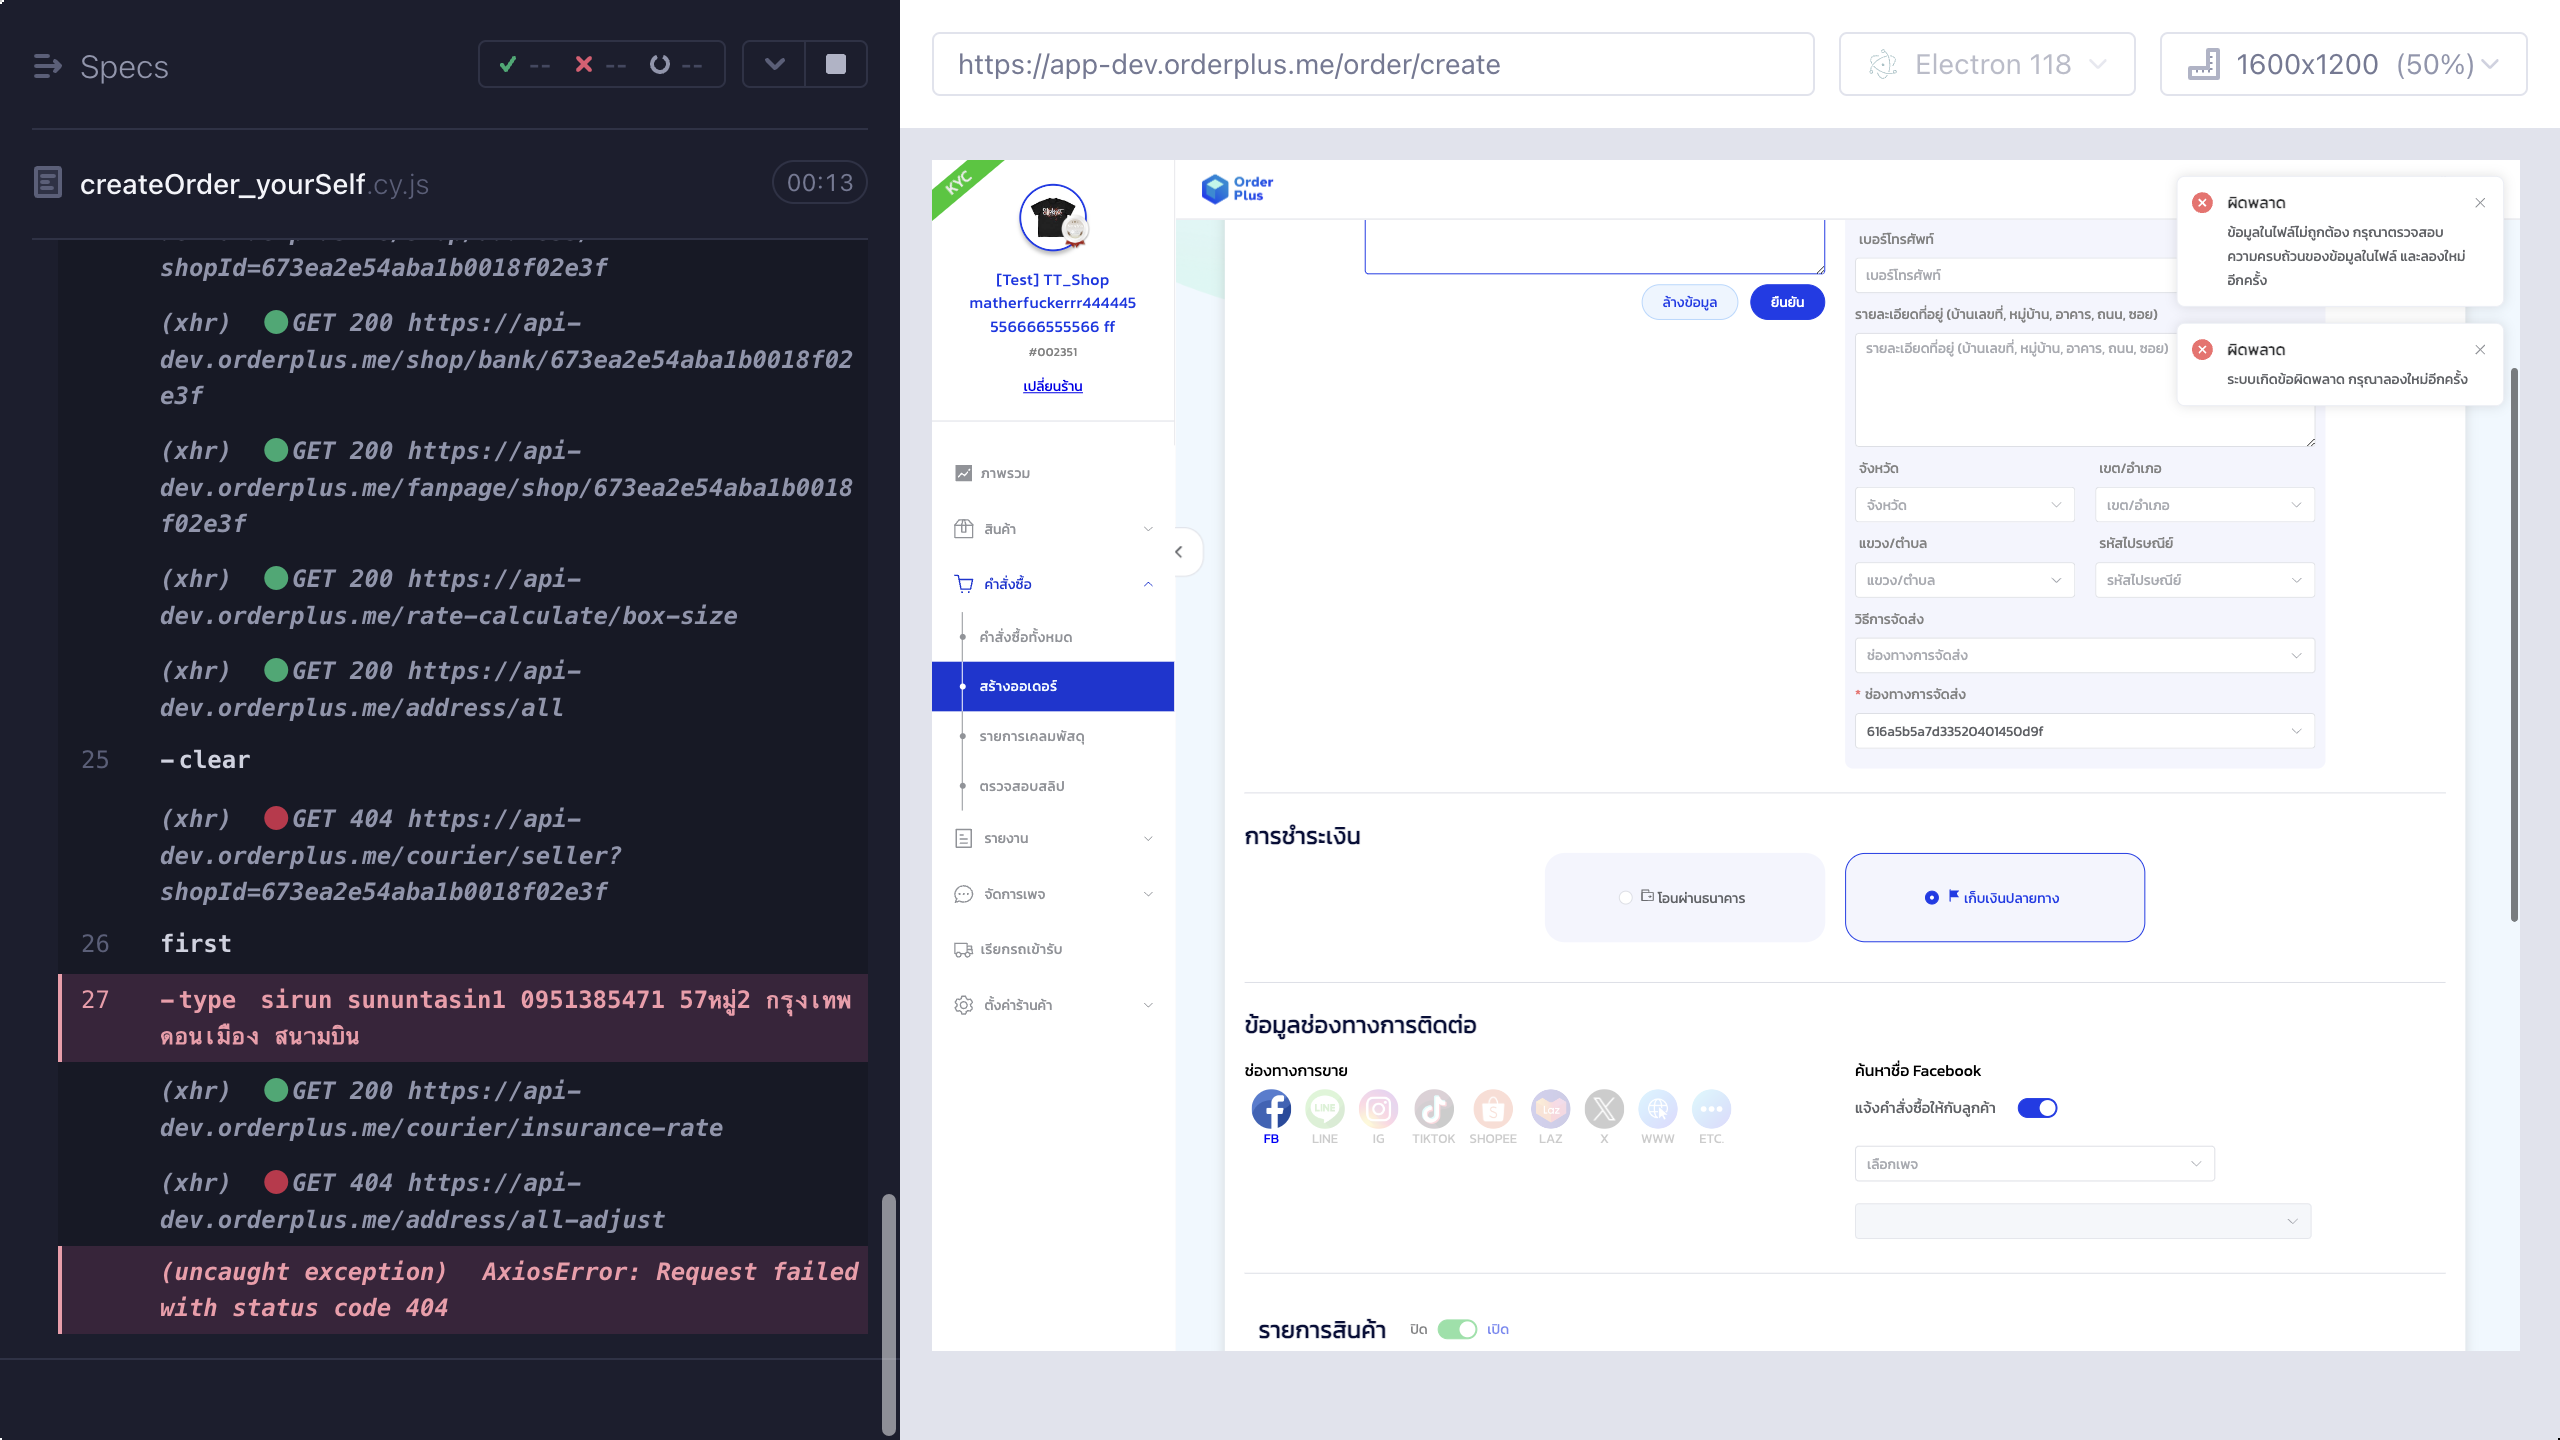 Specs
-- -- --
createOrder_yourSelf.cy.js
00:13
shopId=673ea2e54aba1b0018f02e3f
(xhr) GET 200 https://api-
dev.orderplus.me/shop/bank/673ea2e54aba1b0018f02
e3f
(xhr) GET 200 https://api-
dev.orderplus.me/fanpage/shop/673ea2e54aba1b0018
f02e3f
(xhr) GET 200 https://api-
dev.orderplus.me/rate-calculate/box-size
(xhr) GET 200 https://api-
dev.orderplus.me/address/all
25 -clear
(xhr) GET 404 https://api-
dev.orderplus.me/courier/seller?
shopId=673ea2e54aba1b0018f02e3f
26 first
27 -type sirun sununtasin1 0951385471 57หมู่2 กรุงเทพ
ดอนเมือง สนามบิน
(xhr) GET 200 https://api-
dev.orderplus.me/courier/insurance-rate
(xhr) GET 404 https://api-
dev.orderplus.me/address/all-adjust
(uncaught exception) AxiosError: Request failed
with status code 404
https://app-dev.orderplus.me/order/create
Electron 118
1600x1200 (50%)
KYC
[Test] TT_Shop
matherfuckerrr444445
556666555566 ff
#002351
เปลี่ยนร้าน
ภาพรวม
สินค้า
คำสั่งซื้อ
คำสั่งซื้อทั้งหมด
สร้างออเดอร์
รายการเคลมพัสดุ
ตรวจสอบสลิป
รายงาน
จัดการเพจ
เรียกรถเข้ารับ
ตั้งค่าร้านค้า
Order
Plus
ล้างข้อมูล
ยืนยัน
เบอร์โทรศัพท์
เบอร์โทรศัพท์
รายละเอียดที่อยู่ (บ้านเลขที่, หมู่บ้าน, อาคาร, ถนน, ซอย)
รายละเอียดที่อยู่ (บ้านเลขที่, หมู่บ้าน, อาคาร, ถนน, ซอย)
จังหวัด
เขต/อำเภอ
จังหวัด
เขต/อำเภอ
แขวง/ตำบล
รหัสไปรษณีย์
แขวง/ตำบล
รหัสไปรษณีย์
วิธีการจัดส่ง
ช่องทางการจัดส่ง
* ช่องทางการจัดส่ง
616a5b5a7d33520401450d9f
ผิดพลาด
ข้อมูลในไฟล์ไม่ถูกต้อง กรุณาตรวจสอบ
ความครบถ้วนของข้อมูลในไฟล์ และลองใหม่
อีกครั้ง
ผิดพลาด
ระบบเกิดข้อผิดพลาด กรุณาลองใหม่อีกครั้ง
การชำระเงิน
โอนผ่านธนาคาร
เก็บเงินปลายทาง
ข้อมูลช่องทางการติดต่อ
ช่องทางการขาย
FB LINE IG TIKTOK SHOPEE LAZ X WWW ETC.
ค้นหาชื่อ Facebook
แจ้งคำสั่งซื้อให้กับลูกค้า
เลือกเพจ
รายการสินค้า ปิด เปิด